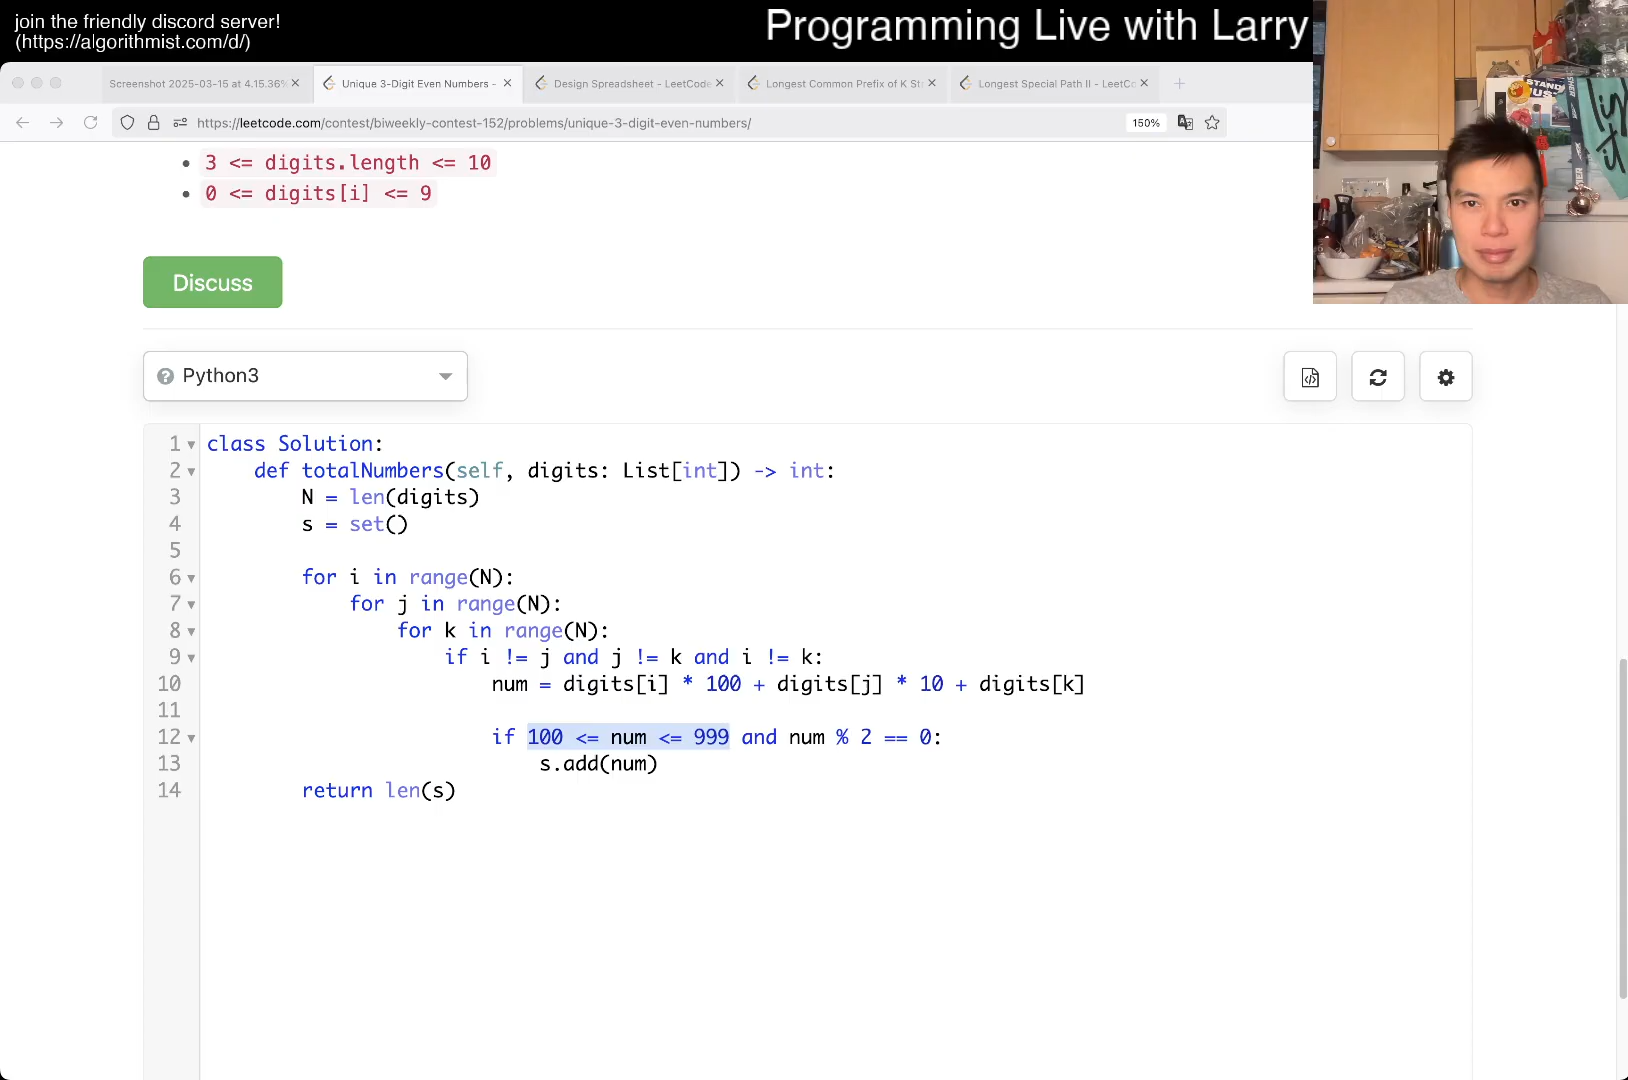 join the friendly discord server!
(https://algorithmist.com/d/)
Programming Live with Larry
Screenshot 2025-03-15 at 4.15.36
Unique 3-Digit Even Numbers -
Design Spreadsheet - LeetCode
Longest Common Prefix of K St
Longest Special Path II - LeetCo
https://leetcode.com/contest/biweekly-contest-152/problems/unique-3-digit-even-numbers/
150%
3 <= digits.length <= 10
0 <= digits[i] <= 9
Discuss
Python3
1 class Solution:
2 def totalNumbers(self, digits: List[int]) -> int:
3 N = len(digits)
4 s = set()
5
6 for i in range(N):
7 for j in range(N):
8 for k in range(N):
9 if i != j and j != k and i != k:
10 num = digits[i] * 100 + digits[j] * 10 + digits[k]
11
12 if 100 <= num <= 999 and num % 2 == 0:
13 s.add(num)
14 return len(s)